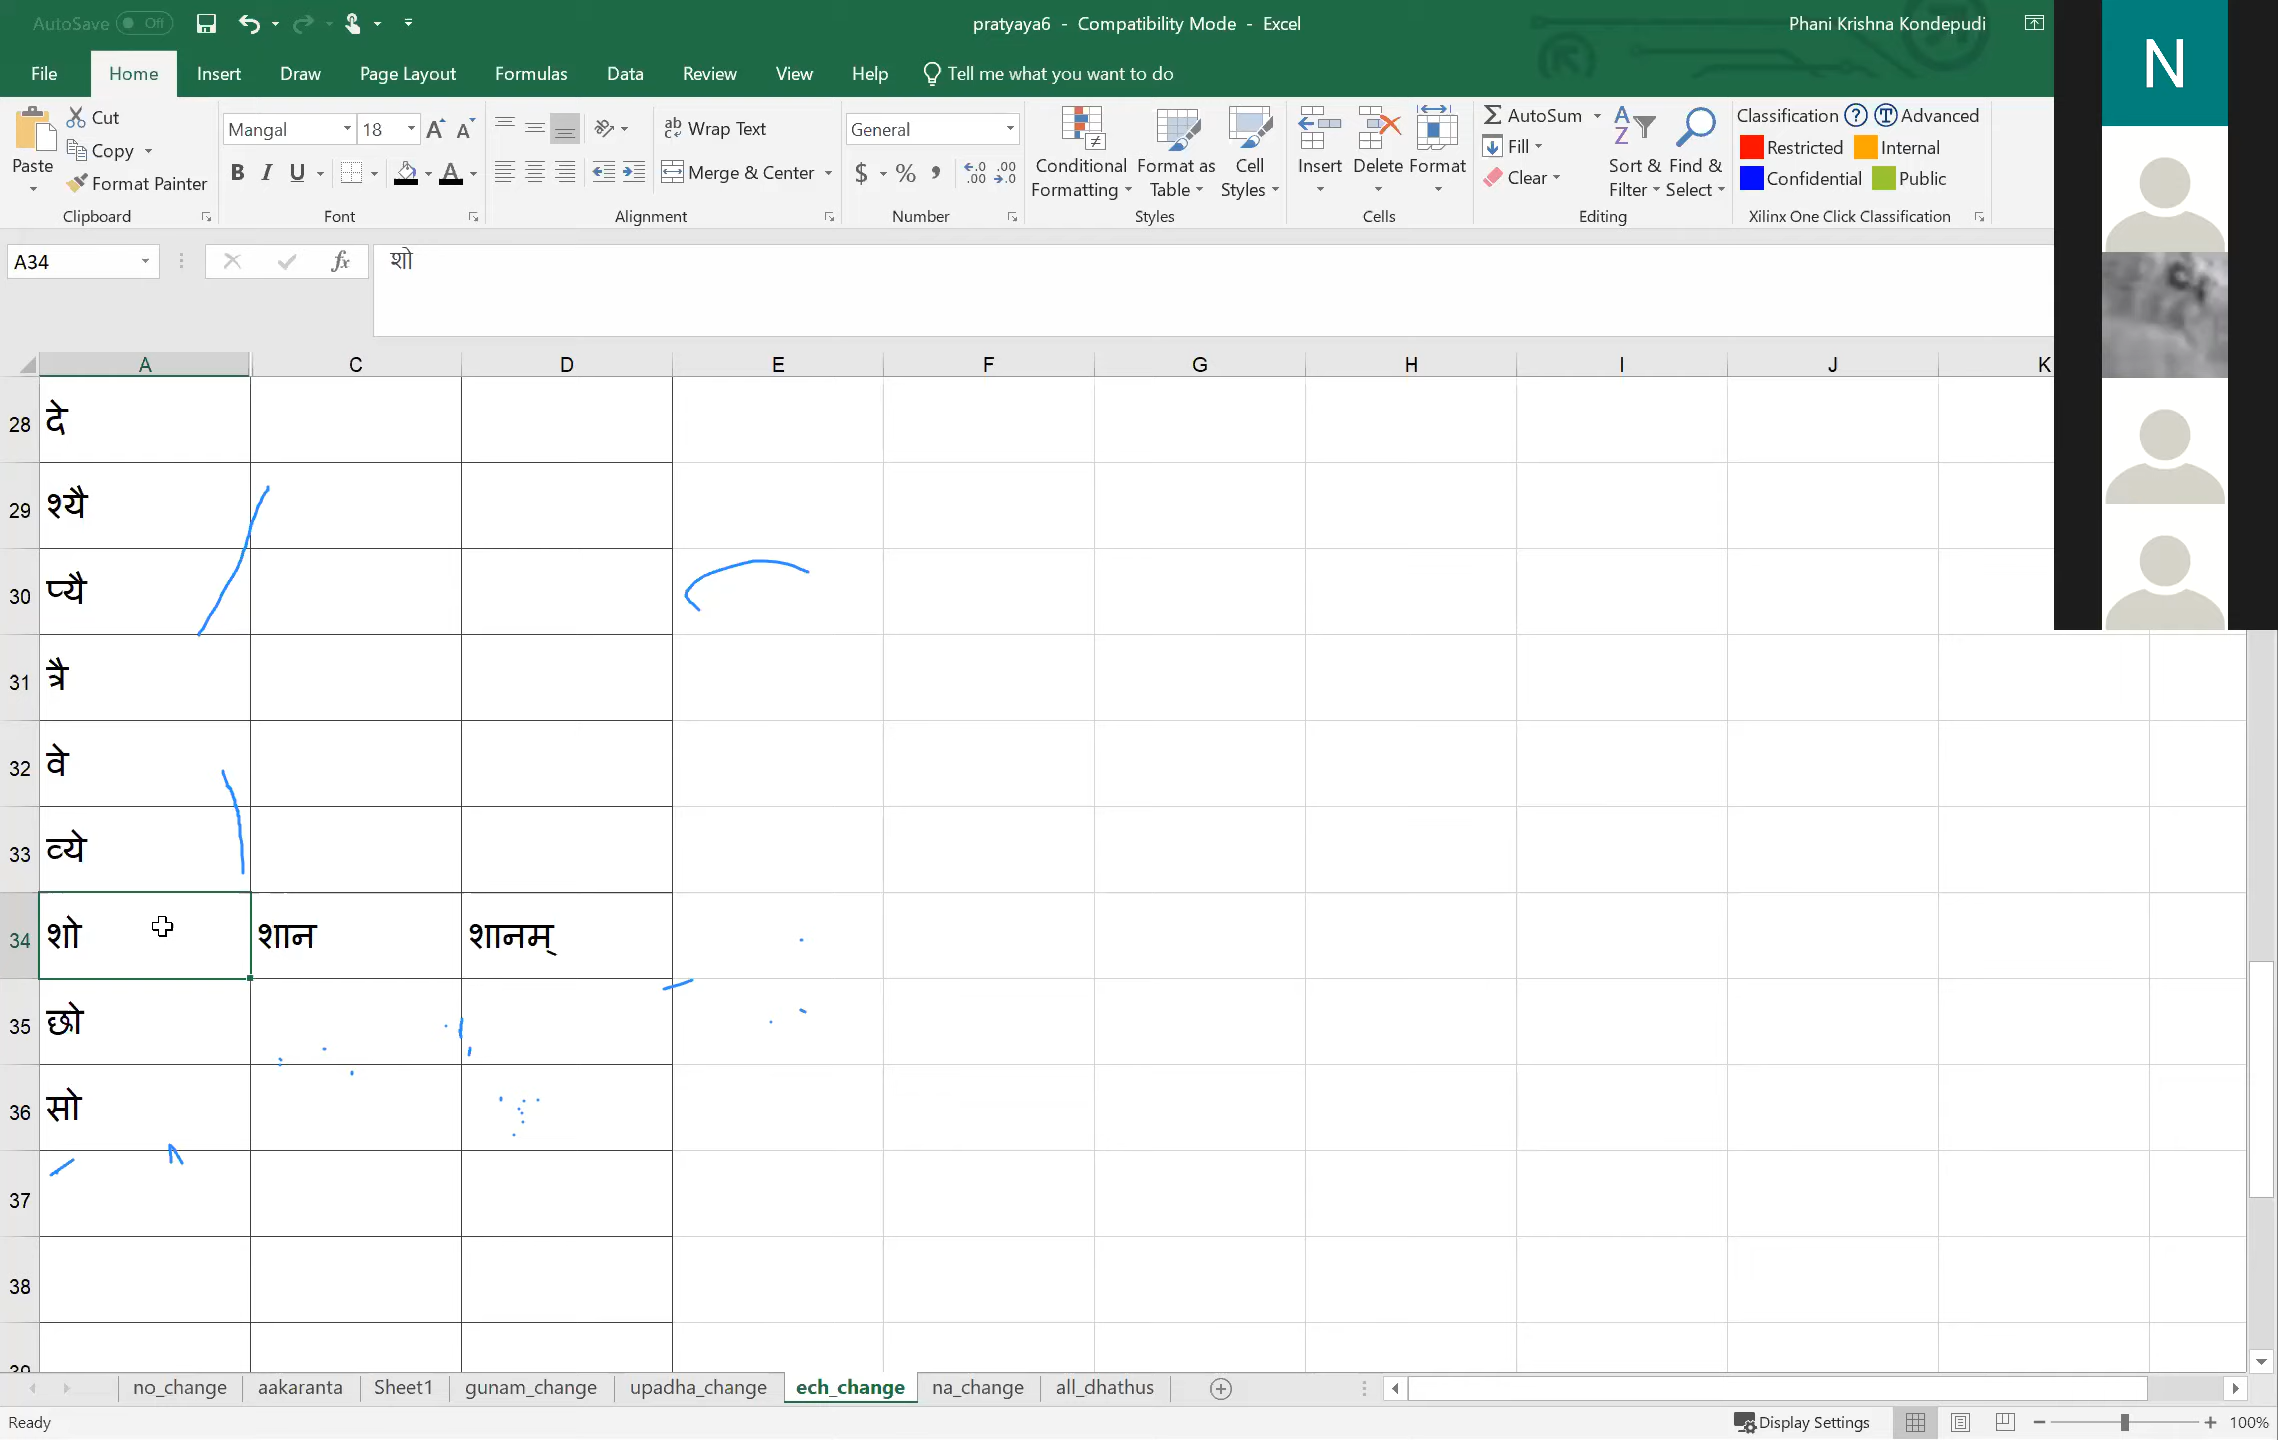 AutoSave Off
pratyaya6 - Compatibility Mode - Excel
Phani Krishna Kondepudi
N
File Home Insert Draw Page Layout Formulas Data Review View Help Tell me what you want to do
Paste
Cut
Copy
Format Painter
Clipboard
Mangal 18
B I U
Font
ab Wrap Text
Merge & Center
Alignment
General
$ % ,
Number
Conditional Formatting
Format as Table
Cell Styles
Styles
Insert Delete Format
Cells
AutoSum
Fill
Clear
Sort & Filter
Find & Select
Editing
Classification Advanced
Restricted Internal
Confidential Public
Xilinx One Click Classification
A34 fx शो
A C D E F G H I J K
28 दे
29 श्यै
30 प्यै
31 त्रै
32 वे
33 व्ये
34 शो शान शानम्
35 छो
36 सो
37
38
39
no_change aakaranta Sheet1 gunam_change upadha_change ech_change na_change all_dhathus
Ready
Display Settings
100%